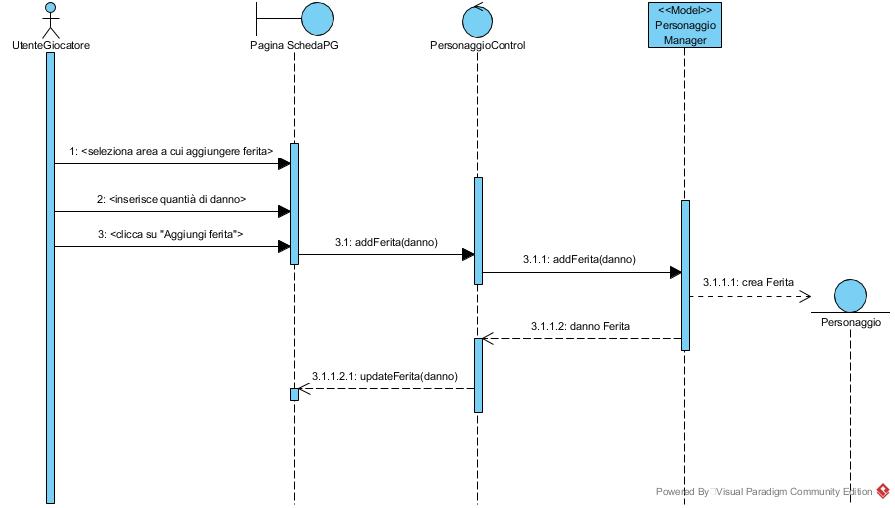 <<Model>>
Personaggio
Manager
UtenteGiocatore
Pagina SchedaPG
PersonaggioControl
1: <seleziona area a cui aggiungere ferita>
2: <inserisce quantià di danno>
3: <clicca su "Aggiungi ferita">
3.1: addFerita(danno)
3.1.1: addFerita(danno)
3.1.1.1: crea Ferita
Personaggio
3.1.1.2: danno Ferita
3.1.1.2.1: updateFerita(danno)
Powered By Visual Paradigm Community Edition